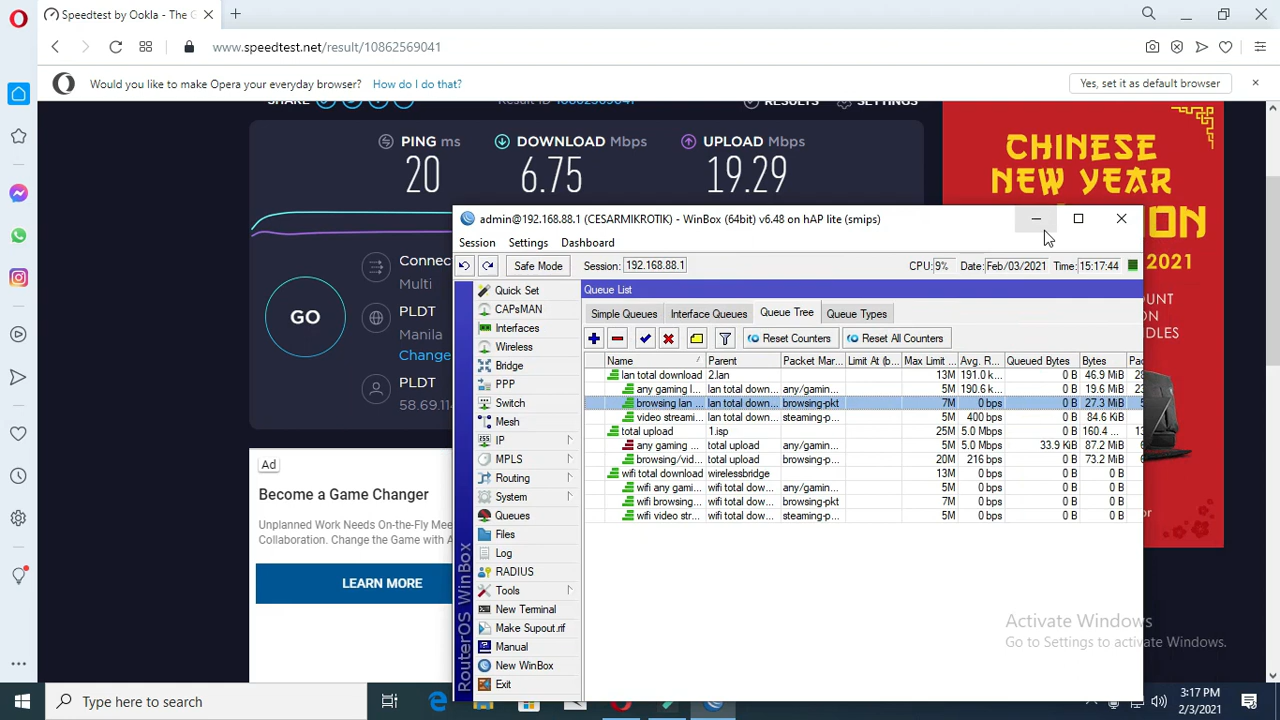 Speedtest by Ookla - The G
www.speedtest.net/result/10862569041
Would you like to make Opera your everyday browser? How do I do that?
Yes, set it as default browser
SHARE
Result ID 10862569041
RESULTS
SETTINGS
PING ms
DOWNLOAD Mbps
UPLOAD Mbps
20
6.75
19.29
GO
Connec
Multi
PLDT
Manila
Change
PLDT
58.69.11
Ad
Become a Game Changer
Unplanned Work Needs On-the-Fly Mee
Collaboration. Change the Game with A
LEARN MORE
CHINESE
NEW YEAR
2021
admin@192.168.88.1 (CESARMIKROTIK) - WinBox (64bit) v6.48 on hAP lite (smips)
Session Settings Dashboard
Safe Mode Session: 192.168.88.1 CPU: 9% Date: Feb/03/2021 Time: 15:17:44
RouterOS WinBox
Quick Set
CAPsMAN
Interfaces
Wireless
Bridge
PPP
Switch
Mesh
IP
MPLS
Routing
System
Queues
Files
Log
RADIUS
Tools
New Terminal
Make Supout.rif
Manual
New WinBox
Exit
Queue List
Simple Queues Interface Queues Queue Tree Queue Types
Reset Counters Reset All Counters
Name Parent Packet Mar... Limit At (b... Max Limit ... Avg. R... Queued Bytes Bytes Pac
lan total download 2.lan 13M 191.0 k... 0 B 46.9 MiB
any gaming l... lan total down... any/gamin... 5M 190.6 k... 0 B 19.6 MiB
browsing lan ... lan total down... browsing-pkt 7M 0 bps 0 B 27.3 MiB
video streami... lan total down... steaming-p... 5M 400 bps 0 B 84.6 KiB
total upload 1.isp 25M 5.0 Mbps 160.4 ...
any gaming ... total upload any/gamin... 5M 5.0 Mbps 33.9 KiB 87.2 MiB
browsing/vid... total upload browsing-p... 20M 216 bps 0 B 73.2 MiB
wifi total download wirelessbridge 13M 0 bps 0 B 0 B
wifi any gami... wifi total dow... any/gamin... 5M 0 bps 0 B 0 B
wifi browsing... wifi total dow... browsing-pkt 7M 0 bps 0 B 0 B
wifi video str... wifi total dow... steaming-p... 5M 0 bps 0 B 0 B
Activate Windows
Go to Settings to activate Windows.
Type here to search
3:17 PM
2/3/2021